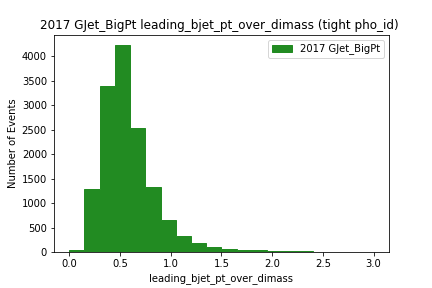 2017 GJet_BigPt leading_bjet_pt_over_dimass (tight pho_id)
2017 GJet_BigPt
Number of Events
4000
3500
3000
2500
2000
1500
1000
500
0
0.0 0.5 1.0 1.5 2.0 2.5 3.0
leading_bjet_pt_over_dimass